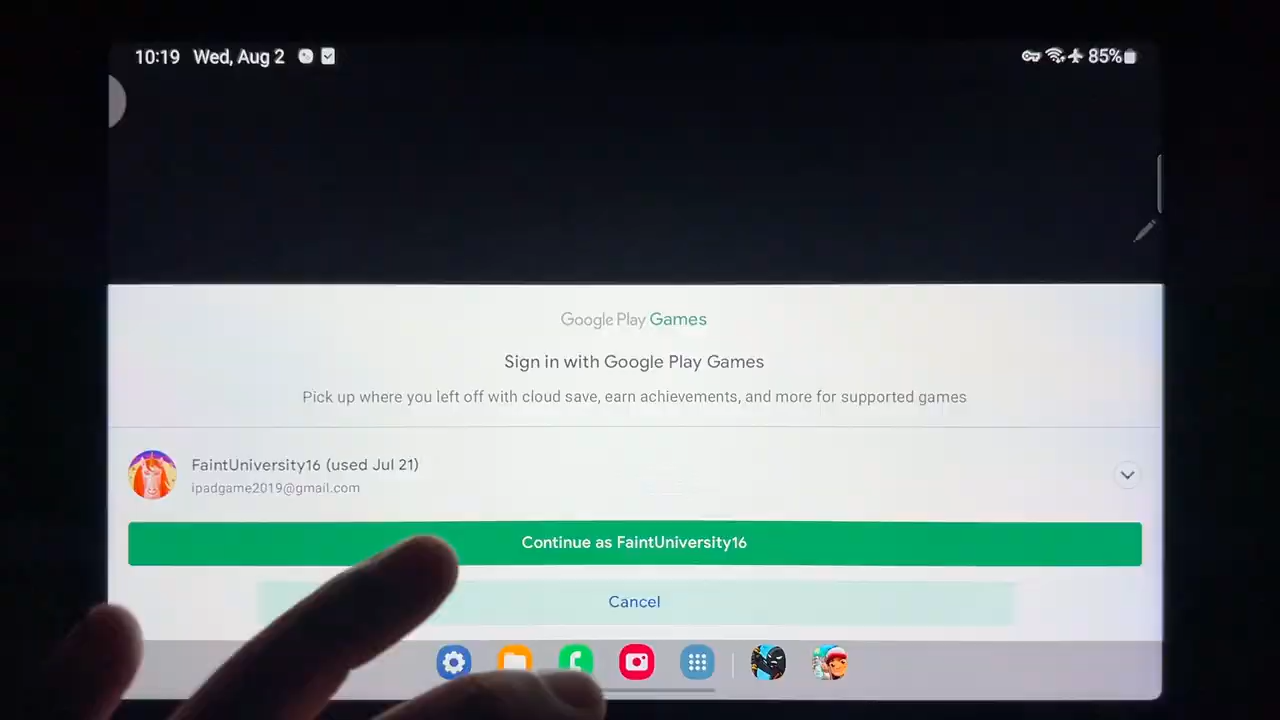 10:19 Wed, Aug 2
85%
Google Play Games
Sign in with Google Play Games
Pick up where you left off with cloud save, earn achievements, and more for supported games
FaintUniversity16 (used Jul 21)
ipadgame2019@gmail.com
Continue as FaintUniversity16
Cancel